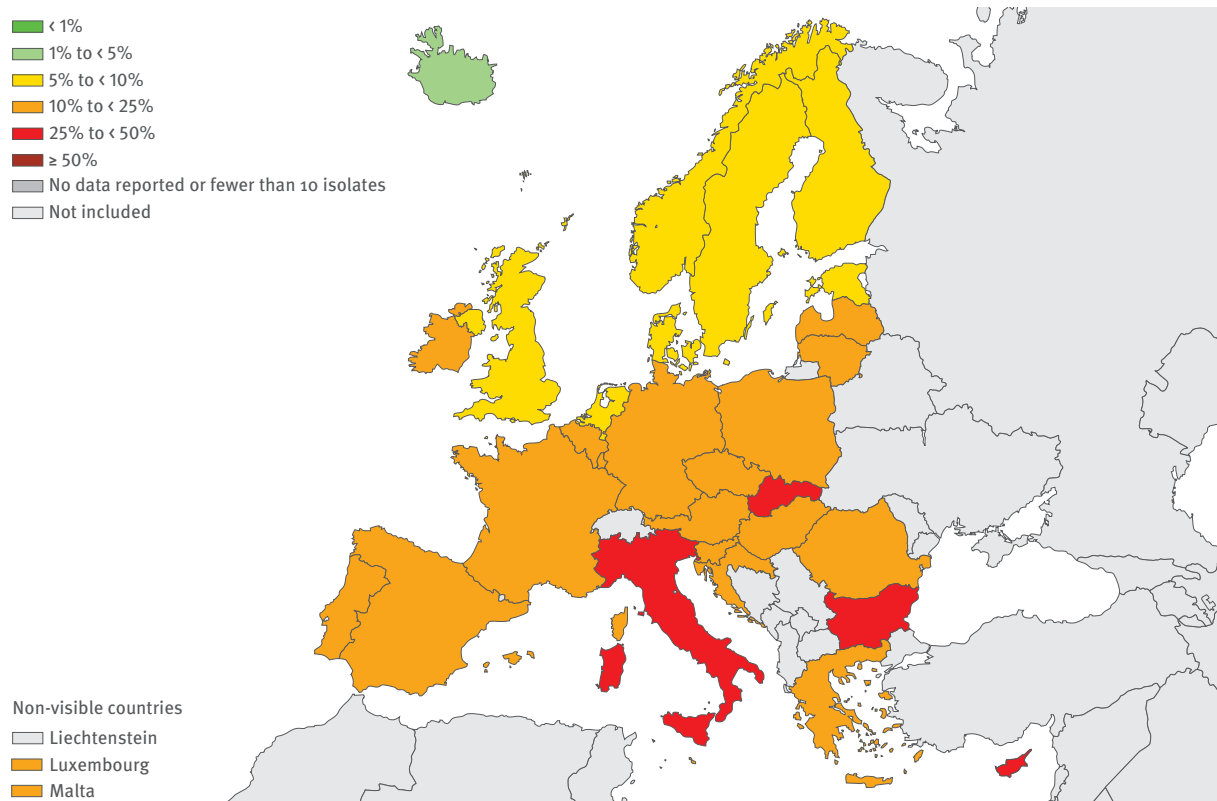 < 1%
1% to < 5%
5% to < 10%
10% to < 25%
25% to < 50%
≥ 50%
No data reported or fewer than 10 isolates
Not included
Non-visible countries
Liechtenstein
Luxembourg
Malta